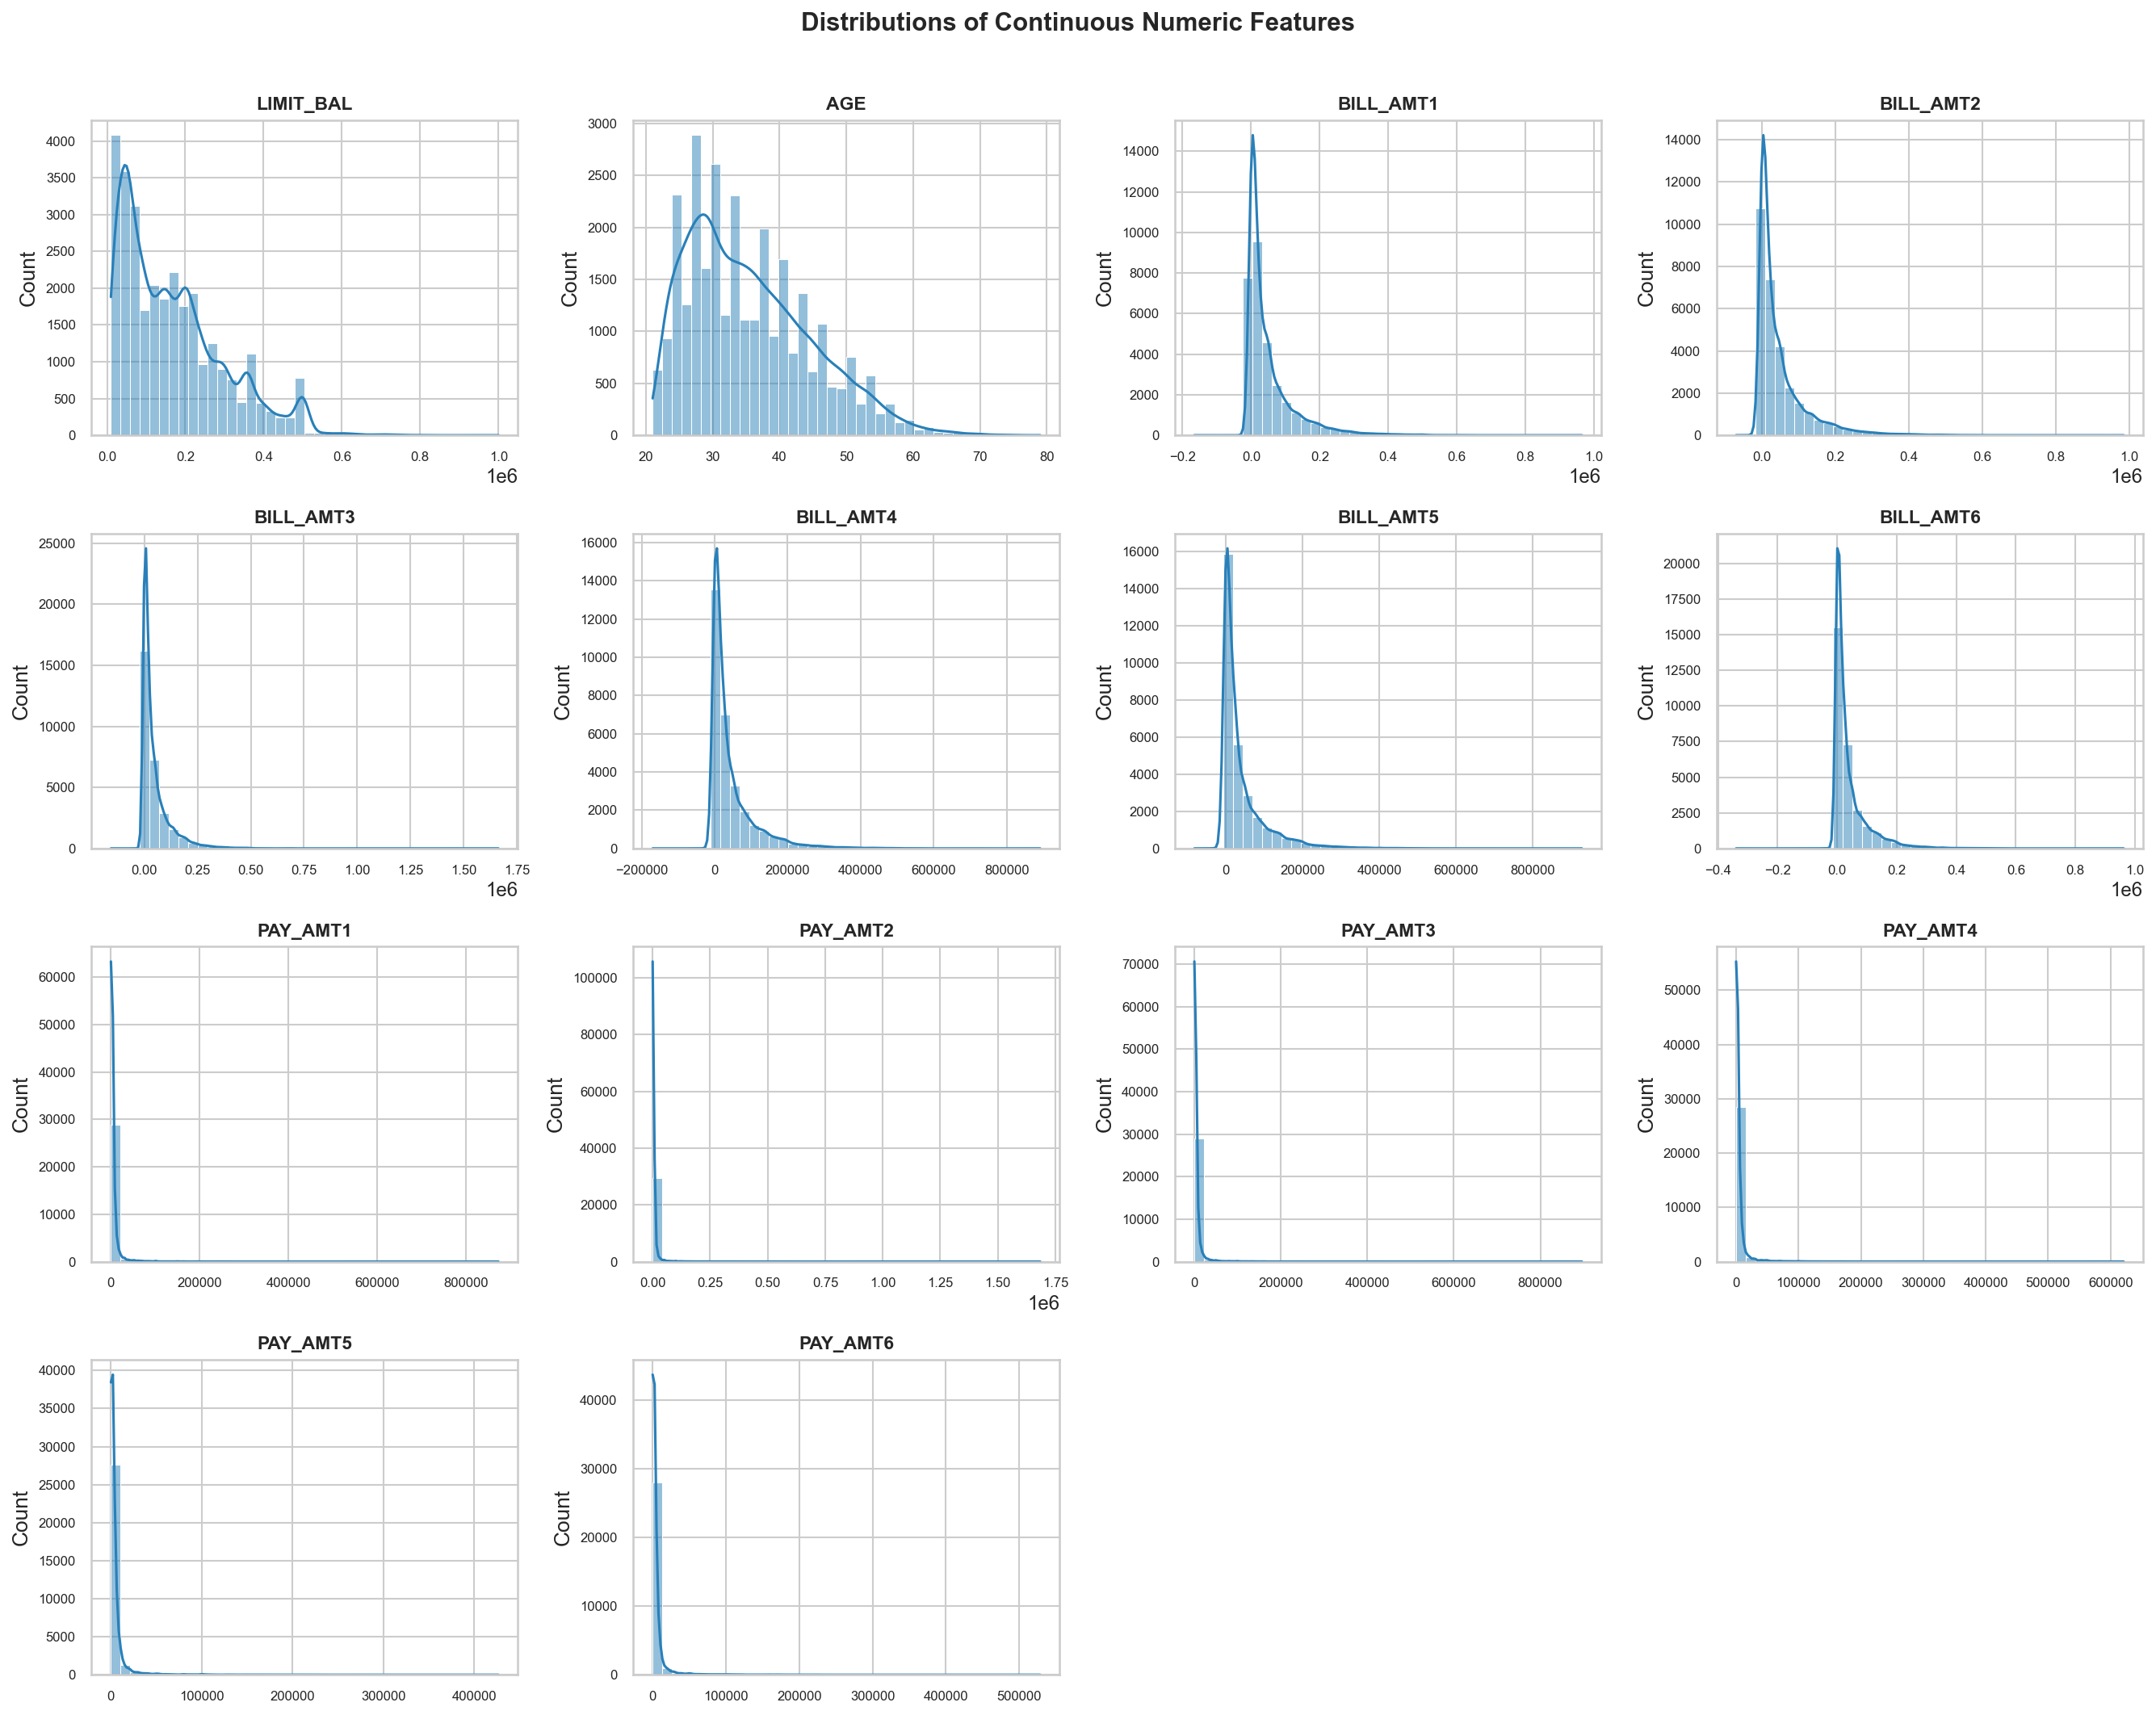 Distributions of Continuous Numeric Features
LIMIT_BAL
Count
4000
3500
3000
2500
2000
1500
1000
500
0
0.0 0.2 0.4 0.6 0.8 1.0
1e6
AGE
Count
3000
2500
2000
1500
1000
500
0
20 30 40 50 60 70 80
BILL_AMT1
Count
14000
12000
10000
8000
6000
4000
2000
0
−0.2 0.0 0.2 0.4 0.6 0.8 1.0
1e6
BILL_AMT2
Count
14000
12000
10000
8000
6000
4000
2000
0
0.0 0.2 0.4 0.6 0.8 1.0
1e6
BILL_AMT3
Count
25000
20000
15000
10000
5000
0
0.00 0.25 0.50 0.75 1.00 1.25 1.50 1.75
1e6
BILL_AMT4
Count
16000
14000
12000
10000
8000
6000
4000
2000
0
−200000 0 200000 400000 600000 800000
BILL_AMT5
Count
16000
14000
12000
10000
8000
6000
4000
2000
0
0 200000 400000 600000 800000
BILL_AMT6
Count
20000
17500
15000
12500
10000
7500
5000
2500
0
−0.4 −0.2 0.0 0.2 0.4 0.6 0.8 1.0
1e6
PAY_AMT1
Count
60000
50000
40000
30000
20000
10000
0
0 200000 400000 600000 800000
PAY_AMT2
Count
100000
80000
60000
40000
20000
0
0.00 0.25 0.50 0.75 1.00 1.25 1.50 1.75
1e6
PAY_AMT3
Count
70000
60000
50000
40000
30000
20000
10000
0
0 200000 400000 600000 800000
PAY_AMT4
Count
50000
40000
30000
20000
10000
0
0 100000 200000 300000 400000 500000 600000
PAY_AMT5
Count
40000
35000
30000
25000
20000
15000
10000
5000
0
0 100000 200000 300000 400000
PAY_AMT6
Count
40000
30000
20000
10000
0
0 100000 200000 300000 400000 500000